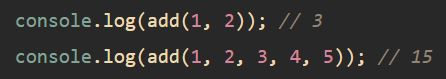 console.log(add(1, 2)); // 3
console.log(add(1, 2, 3, 4, 5)); // 15